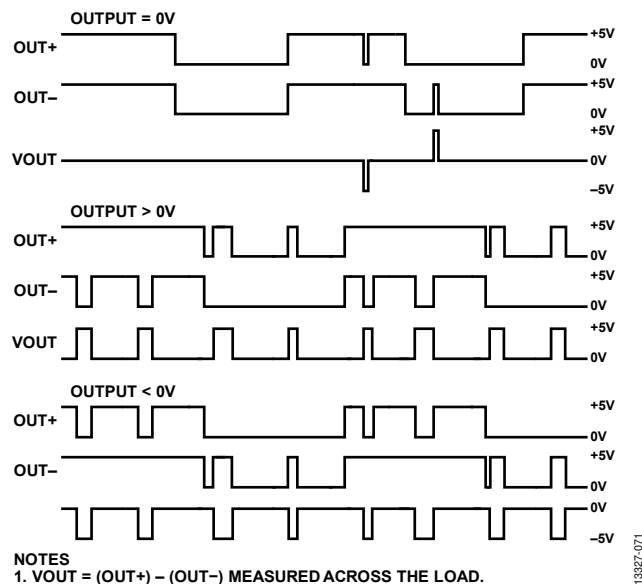 OUTPUT = 0V
+5V
OUT+
0V
+5V
OUT–
0V
+5V
VOUT
0V
–5V
OUTPUT > 0V
+5V
OUT+
0V
+5V
OUT–
0V
+5V
VOUT
0V
OUTPUT < 0V
+5V
OUT+
0V
+5V
OUT–
0V
0V
–5V
NOTES
1. VOUT = (OUT+) – (OUT–) MEASURED ACROSS THE LOAD.
13327-071